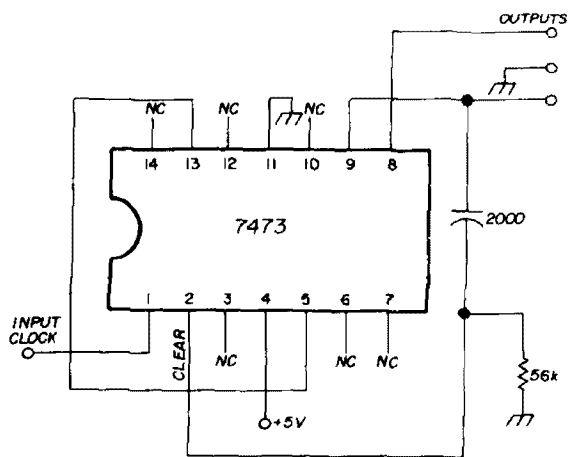 OUTPUTS
NC NC NC
14 13 12 11 10 9 8
7473
2000
1 2 3 4 5 6 7
INPUT
CLOCK
CLEAR
NC NC NC
56k
+5V